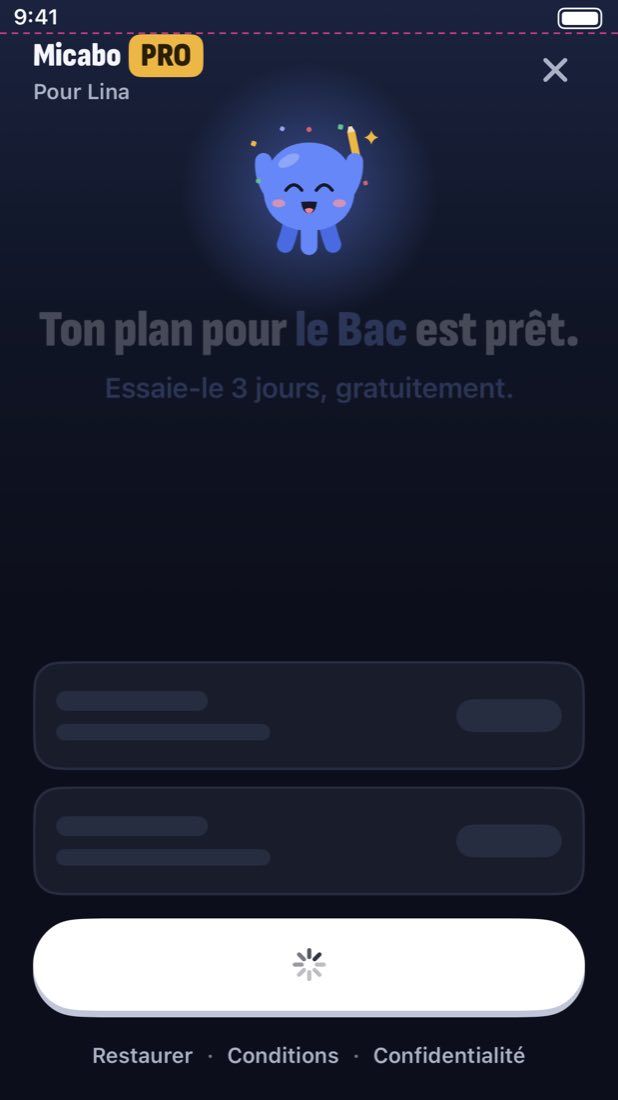 9:41
Micabo PRO
Pour Lina
Ton plan pour le Bac est prêt.
Essaie-le 3 jours, gratuitement.
Restaurer · Conditions · Confidentialité